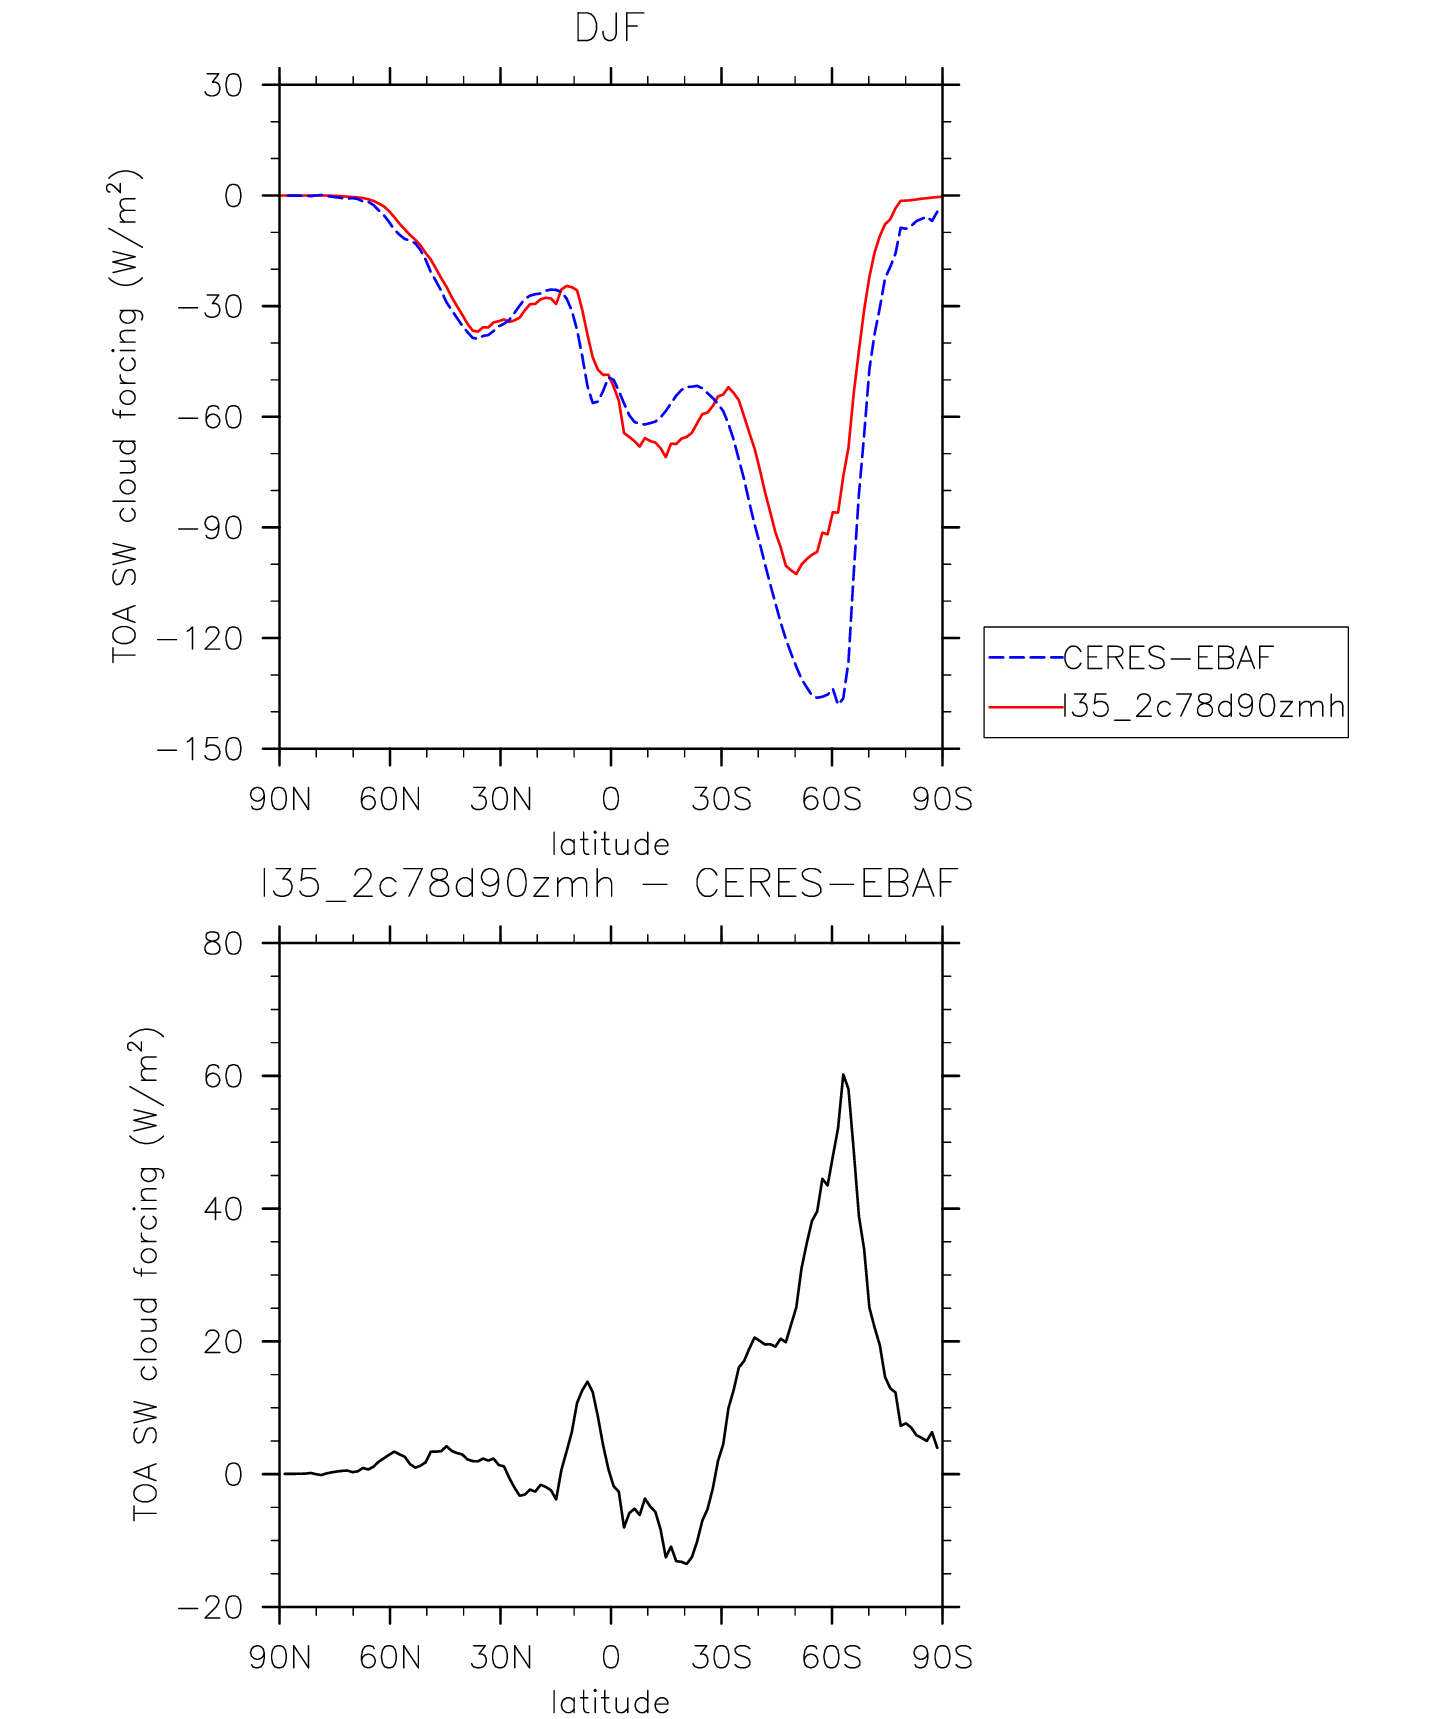 DJF
30
0
−30
−60
−90
−120
−150
TOA SW cloud forcing (W/m²)
90N 60N 30N 0 30S 60S 90S
latitude
CERES−EBAF
I35_2c78d90zmh
I35_2c78d90zmh − CERES−EBAF
80
60
40
20
0
−20
TOA SW cloud forcing (W/m²)
90N 60N 30N 0 30S 60S 90S
latitude